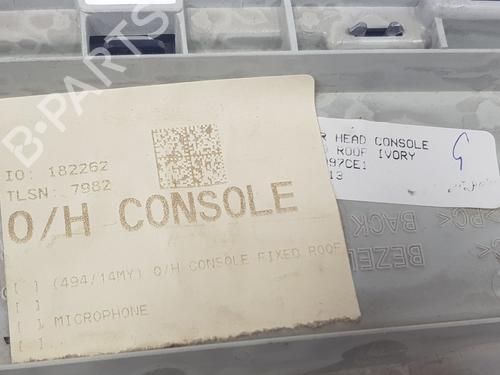 B-PARTS
IO: 182262
TLSN: 7982
O/H CONSOLE
[ ] (494/14MY) O/H CONSOLE FIXED ROOF
[ ]
[ ] MICROPHONE
[ ]
R HEAD CONSOLE
ROOF IVORY
97CE1
13
G
>PC<
BACK
BEZEL